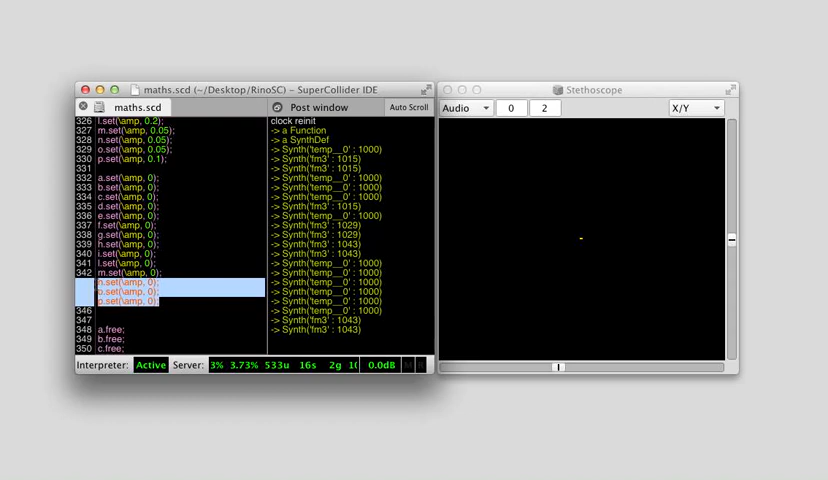 maths.scd (~/Desktop/RinoSC) – SuperCollider IDE
maths.scd
Post window
Auto Scroll
326 l.set(\amp, 0.2);
327 m.set(\amp, 0.05);
328 n.set(\amp, 0.05);
329 o.set(\amp, 0.05);
330 p.set(\amp, 0.1);
331
332 a.set(\amp, 0);
333 b.set(\amp, 0);
334 c.set(\amp, 0);
335 d.set(\amp, 0);
336 e.set(\amp, 0);
337 f.set(\amp, 0);
338 g.set(\amp, 0);
339 h.set(\amp, 0);
340 i.set(\amp, 0);
341 l.set(\amp, 0);
342 m.set(\amp, 0);
n.set(\amp, 0);
o.set(\amp, 0);
p.set(\amp, 0);
346
347
348 a.free;
349 b.free;
350 c.free;
clock reinit
-> a Function
-> a SynthDef
-> Synth('temp__0' : 1000)
-> Synth('fm3' : 1015)
-> Synth('fm3' : 1015)
-> Synth('temp__0' : 1000)
-> Synth('temp__0' : 1000)
-> Synth('temp__0' : 1000)
-> Synth('fm3' : 1015)
-> Synth('temp__0' : 1000)
-> Synth('fm3' : 1029)
-> Synth('fm3' : 1029)
-> Synth('fm3' : 1043)
-> Synth('fm3' : 1043)
-> Synth('temp__0' : 1000)
-> Synth('temp__0' : 1000)
-> Synth('temp__0' : 1000)
-> Synth('temp__0' : 1000)
-> Synth('temp__0' : 1000)
-> Synth('temp__0' : 1000)
-> Synth('fm3' : 1043)
-> Synth('fm3' : 1043)
Interpreter: Active Server: 3% 3.73% 533u 16s 2g 0.0dB M R
Stethoscope
Audio 0 2 X/Y